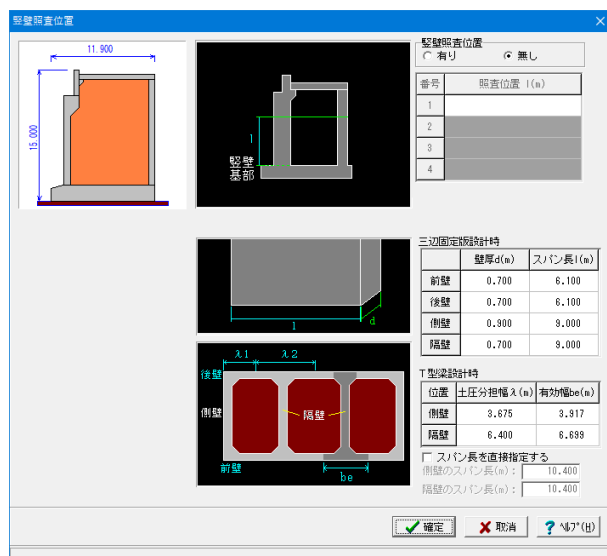 竪壁照査位置
11.900
15.000
l
竪壁
基部
竪壁照査位置
有り 無し
番号 照査位置 l(m)
1
2
3
4
l
d
三辺固定版設計時
壁厚d(m) スパン長l(m)
前壁 0.700 6.100
後壁 0.700 6.100
側壁 0.900 9.000
隔壁 0.700 9.000
λ1 λ2
後壁
側壁
隔壁
前壁
be
T型梁設計時
位置 土圧分担幅λ(m) 有効幅be(m)
側壁 3.675 3.917
隔壁 6.400 6.699
スパン長を直接指定する
側壁のスパン長(m): 10.400
隔壁のスパン長(m): 10.400
確定 取消 ? ヘルプ(H)